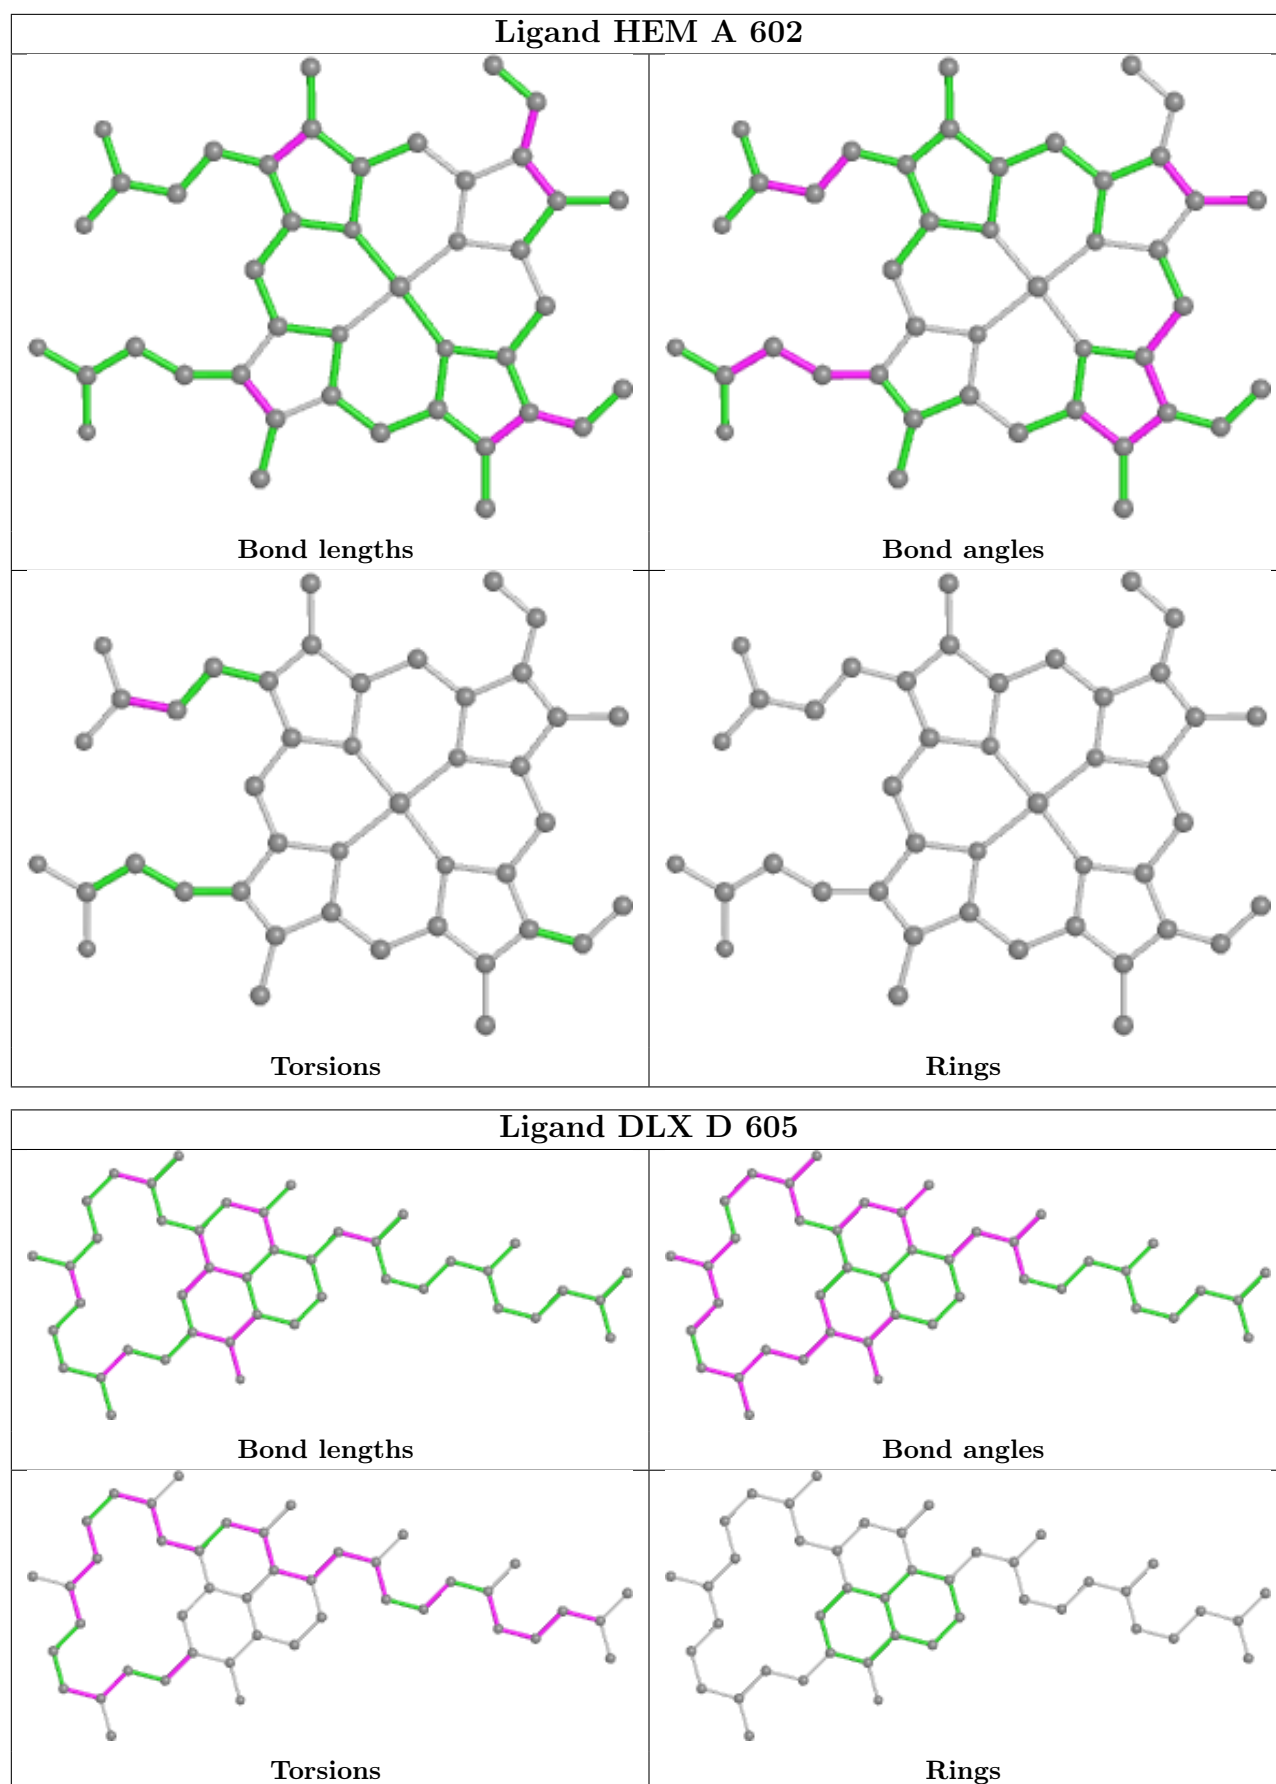 Ligand HEM A 602
Bond lengths
Bond angles
Torsions
Rings
Ligand DLX D 605
Bond lengths
Bond angles
Torsions
Rings